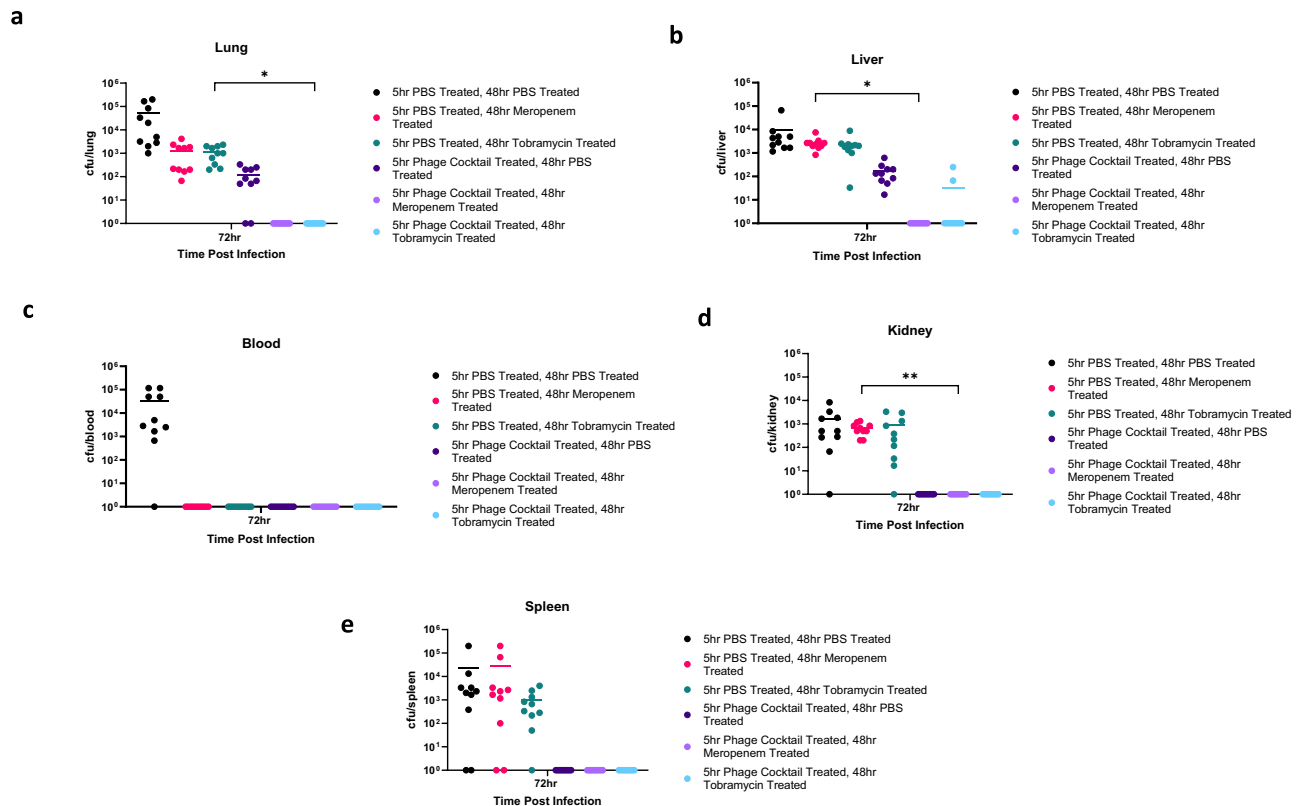 a
Lung
*
cfu/lung
10⁶
10⁵
10⁴
10³
10²
10¹
10⁰
72hr
Time Post Infection
5hr PBS Treated, 48hr PBS Treated
5hr PBS Treated, 48hr Meropenem
Treated
5hr PBS Treated, 48hr Tobramycin Treated
5hr Phage Cocktail Treated, 48hr PBS
Treated
5hr Phage Cocktail Treated, 48hr
Meropenem Treated
5hr Phage Cocktail Treated, 48hr
Tobramycin Treated
b
Liver
*
cfu/liver
10⁶
10⁵
10⁴
10³
10²
10¹
10⁰
72hr
Time Post Infection
5hr PBS Treated, 48hr PBS Treated
5hr PBS Treated, 48hr Meropenem
Treated
5hr PBS Treated, 48hr Tobramycin Treated
5hr Phage Cocktail Treated, 48hr PBS
Treated
5hr Phage Cocktail Treated, 48hr
Meropenem Treated
5hr Phage Cocktail Treated, 48hr
Tobramycin Treated
c
Blood
cfu/blood
10⁶
10⁵
10⁴
10³
10²
10¹
10⁰
72hr
Time Post Infection
5hr PBS Treated, 48hr PBS Treated
5hr PBS Treated, 48hr Meropenem
Treated
5hr PBS Treated, 48hr Tobramycin Treated
5hr Phage Cocktail Treated, 48hr PBS
Treated
5hr Phage Cocktail Treated, 48hr
Meropenem Treated
5hr Phage Cocktail Treated, 48hr
Tobramycin Treated
d
Kidney
**
cfu/kidney
10⁶
10⁵
10⁴
10³
10²
10¹
10⁰
72hr
Time Post Infection
5hr PBS Treated, 48hr PBS Treated
5hr PBS Treated, 48hr Meropenem
Treated
5hr PBS Treated, 48hr Tobramycin Treated
5hr Phage Cocktail Treated, 48hr PBS
Treated
5hr Phage Cocktail Treated, 48hr
Meropenem Treated
5hr Phage Cocktail Treated, 48hr
Tobramycin Treated
e
Spleen
cfu/spleen
10⁶
10⁵
10⁴
10³
10²
10¹
10⁰
72hr
Time Post Infection
5hr PBS Treated, 48hr PBS Treated
5hr PBS Treated, 48hr Meropenem
Treated
5hr PBS Treated, 48hr Tobramycin Treated
5hr Phage Cocktail Treated, 48hr PBS
Treated
5hr Phage Cocktail Treated, 48hr
Meropenem Treated
5hr Phage Cocktail Treated, 48hr
Tobramycin Treated